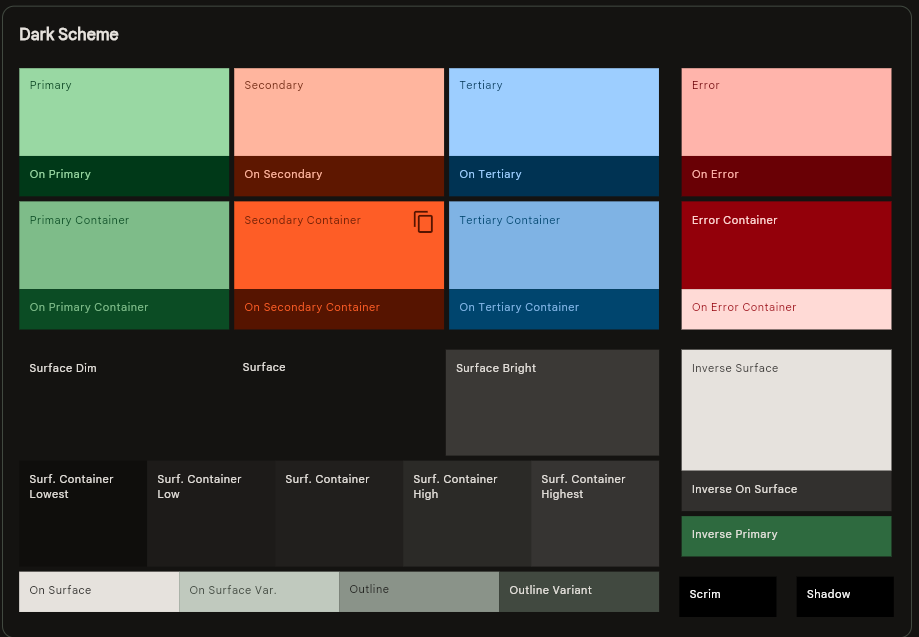 Dark Scheme
Primary
Secondary
Tertiary
Error
On Primary
On Secondary
On Tertiary
On Error
Primary Container
Secondary Container
Tertiary Container
Error Container
On Primary Container
On Secondary Container
On Tertiary Container
On Error Container
Surface Dim
Surface
Surface Bright
Inverse Surface
Surf. Container
Lowest
Surf. Container
Low
Surf. Container
Surf. Container
High
Surf. Container
Highest
Inverse On Surface
Inverse Primary
On Surface
On Surface Var.
Outline
Outline Variant
Scrim
Shadow